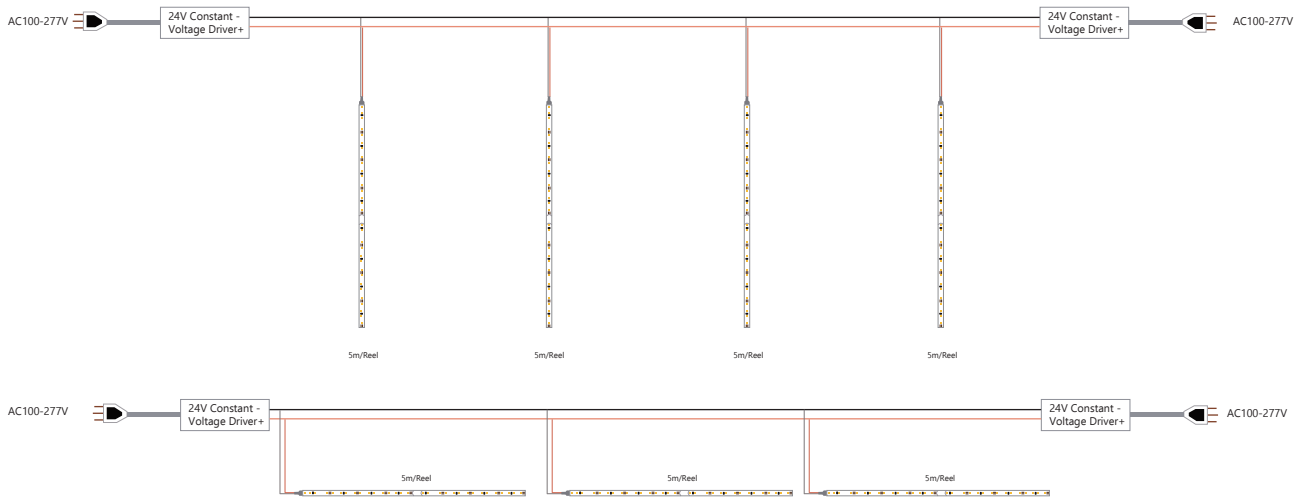 AC100-277V
24V Constant -
Voltage Driver+
24V Constant -
Voltage Driver+
AC100-277V
5m/Reel
5m/Reel
5m/Reel
5m/Reel
AC100-277V
24V Constant -
Voltage Driver+
24V Constant -
Voltage Driver+
AC100-277V
5m/Reel
5m/Reel
5m/Reel